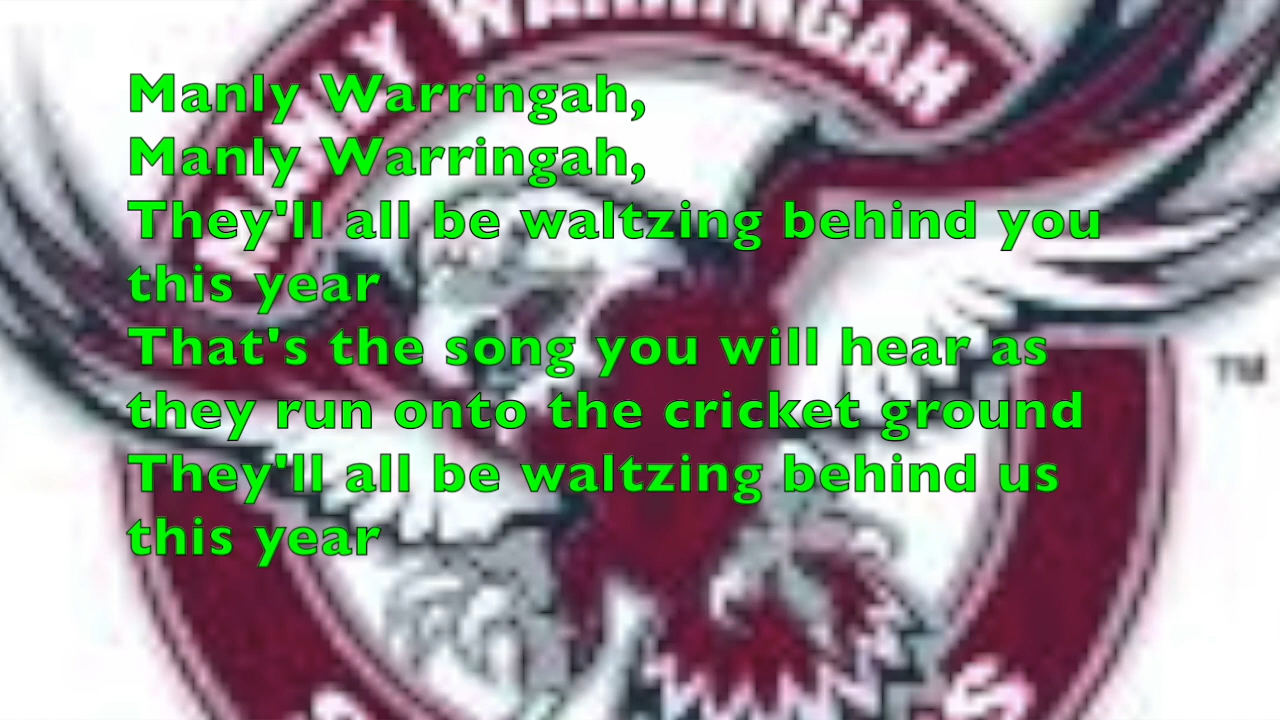 MANLY WARRINGAH
Manly Warringah,
Manly Warringah,
They'll all be waltzing behind you
this year
That's the song you will hear as
they run onto the cricket ground
They'll all be waltzing behind us
this year
TM